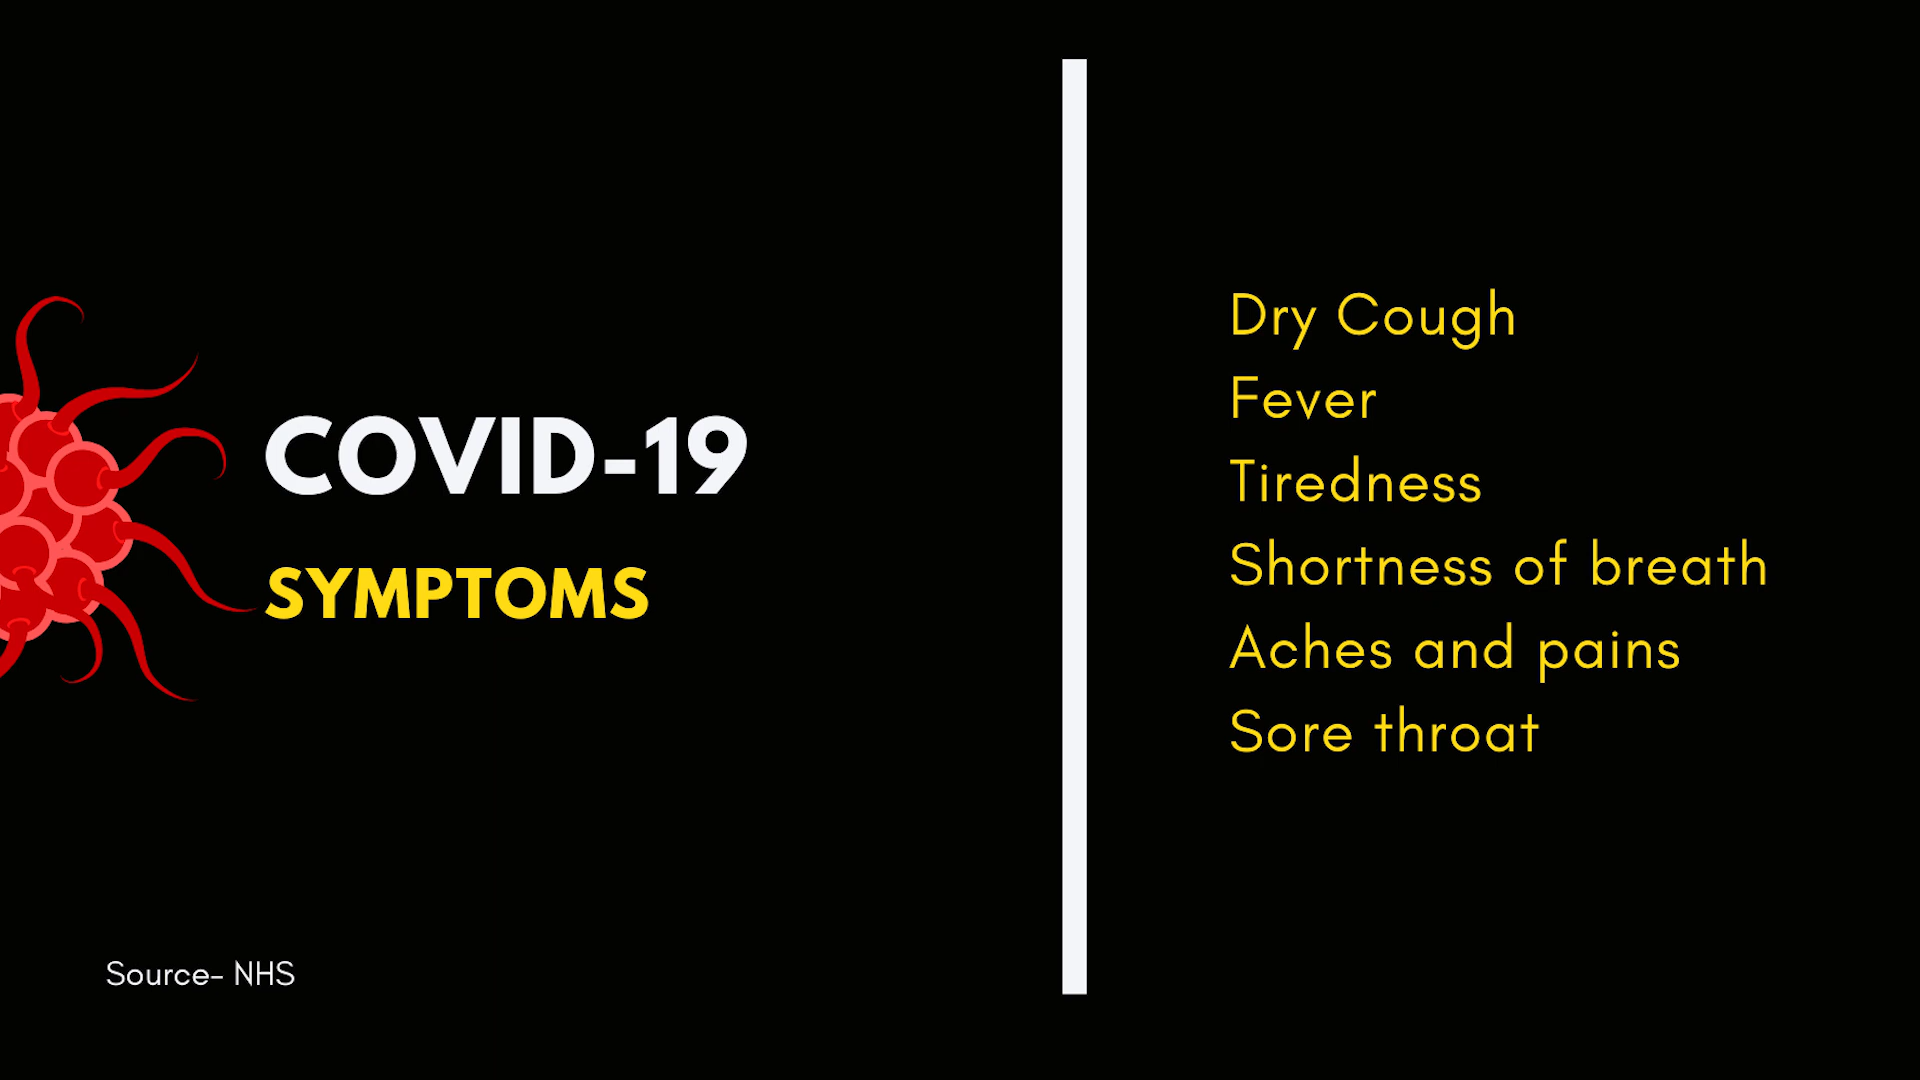 COVID-19
SYMPTOMS
Source- NHS
Dry Cough
Fever
Tiredness
Shortness of breath
Aches and pains
Sore throat